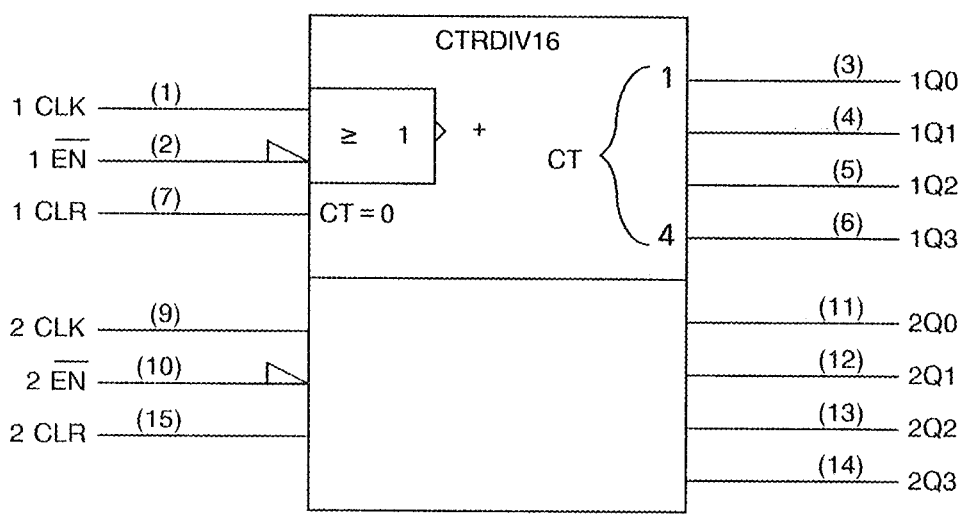 CTRDIV16
1 CLK (1)
1 E̅N̅ (2)
1 CLR (7)
≥ 1 +
CT = 0
CT
1
4
(3) 1Q0
(4) 1Q1
(5) 1Q2
(6) 1Q3
2 CLK (9)
2 E̅N̅ (10)
2 CLR (15)
(11) 2Q0
(12) 2Q1
(13) 2Q2
(14) 2Q3